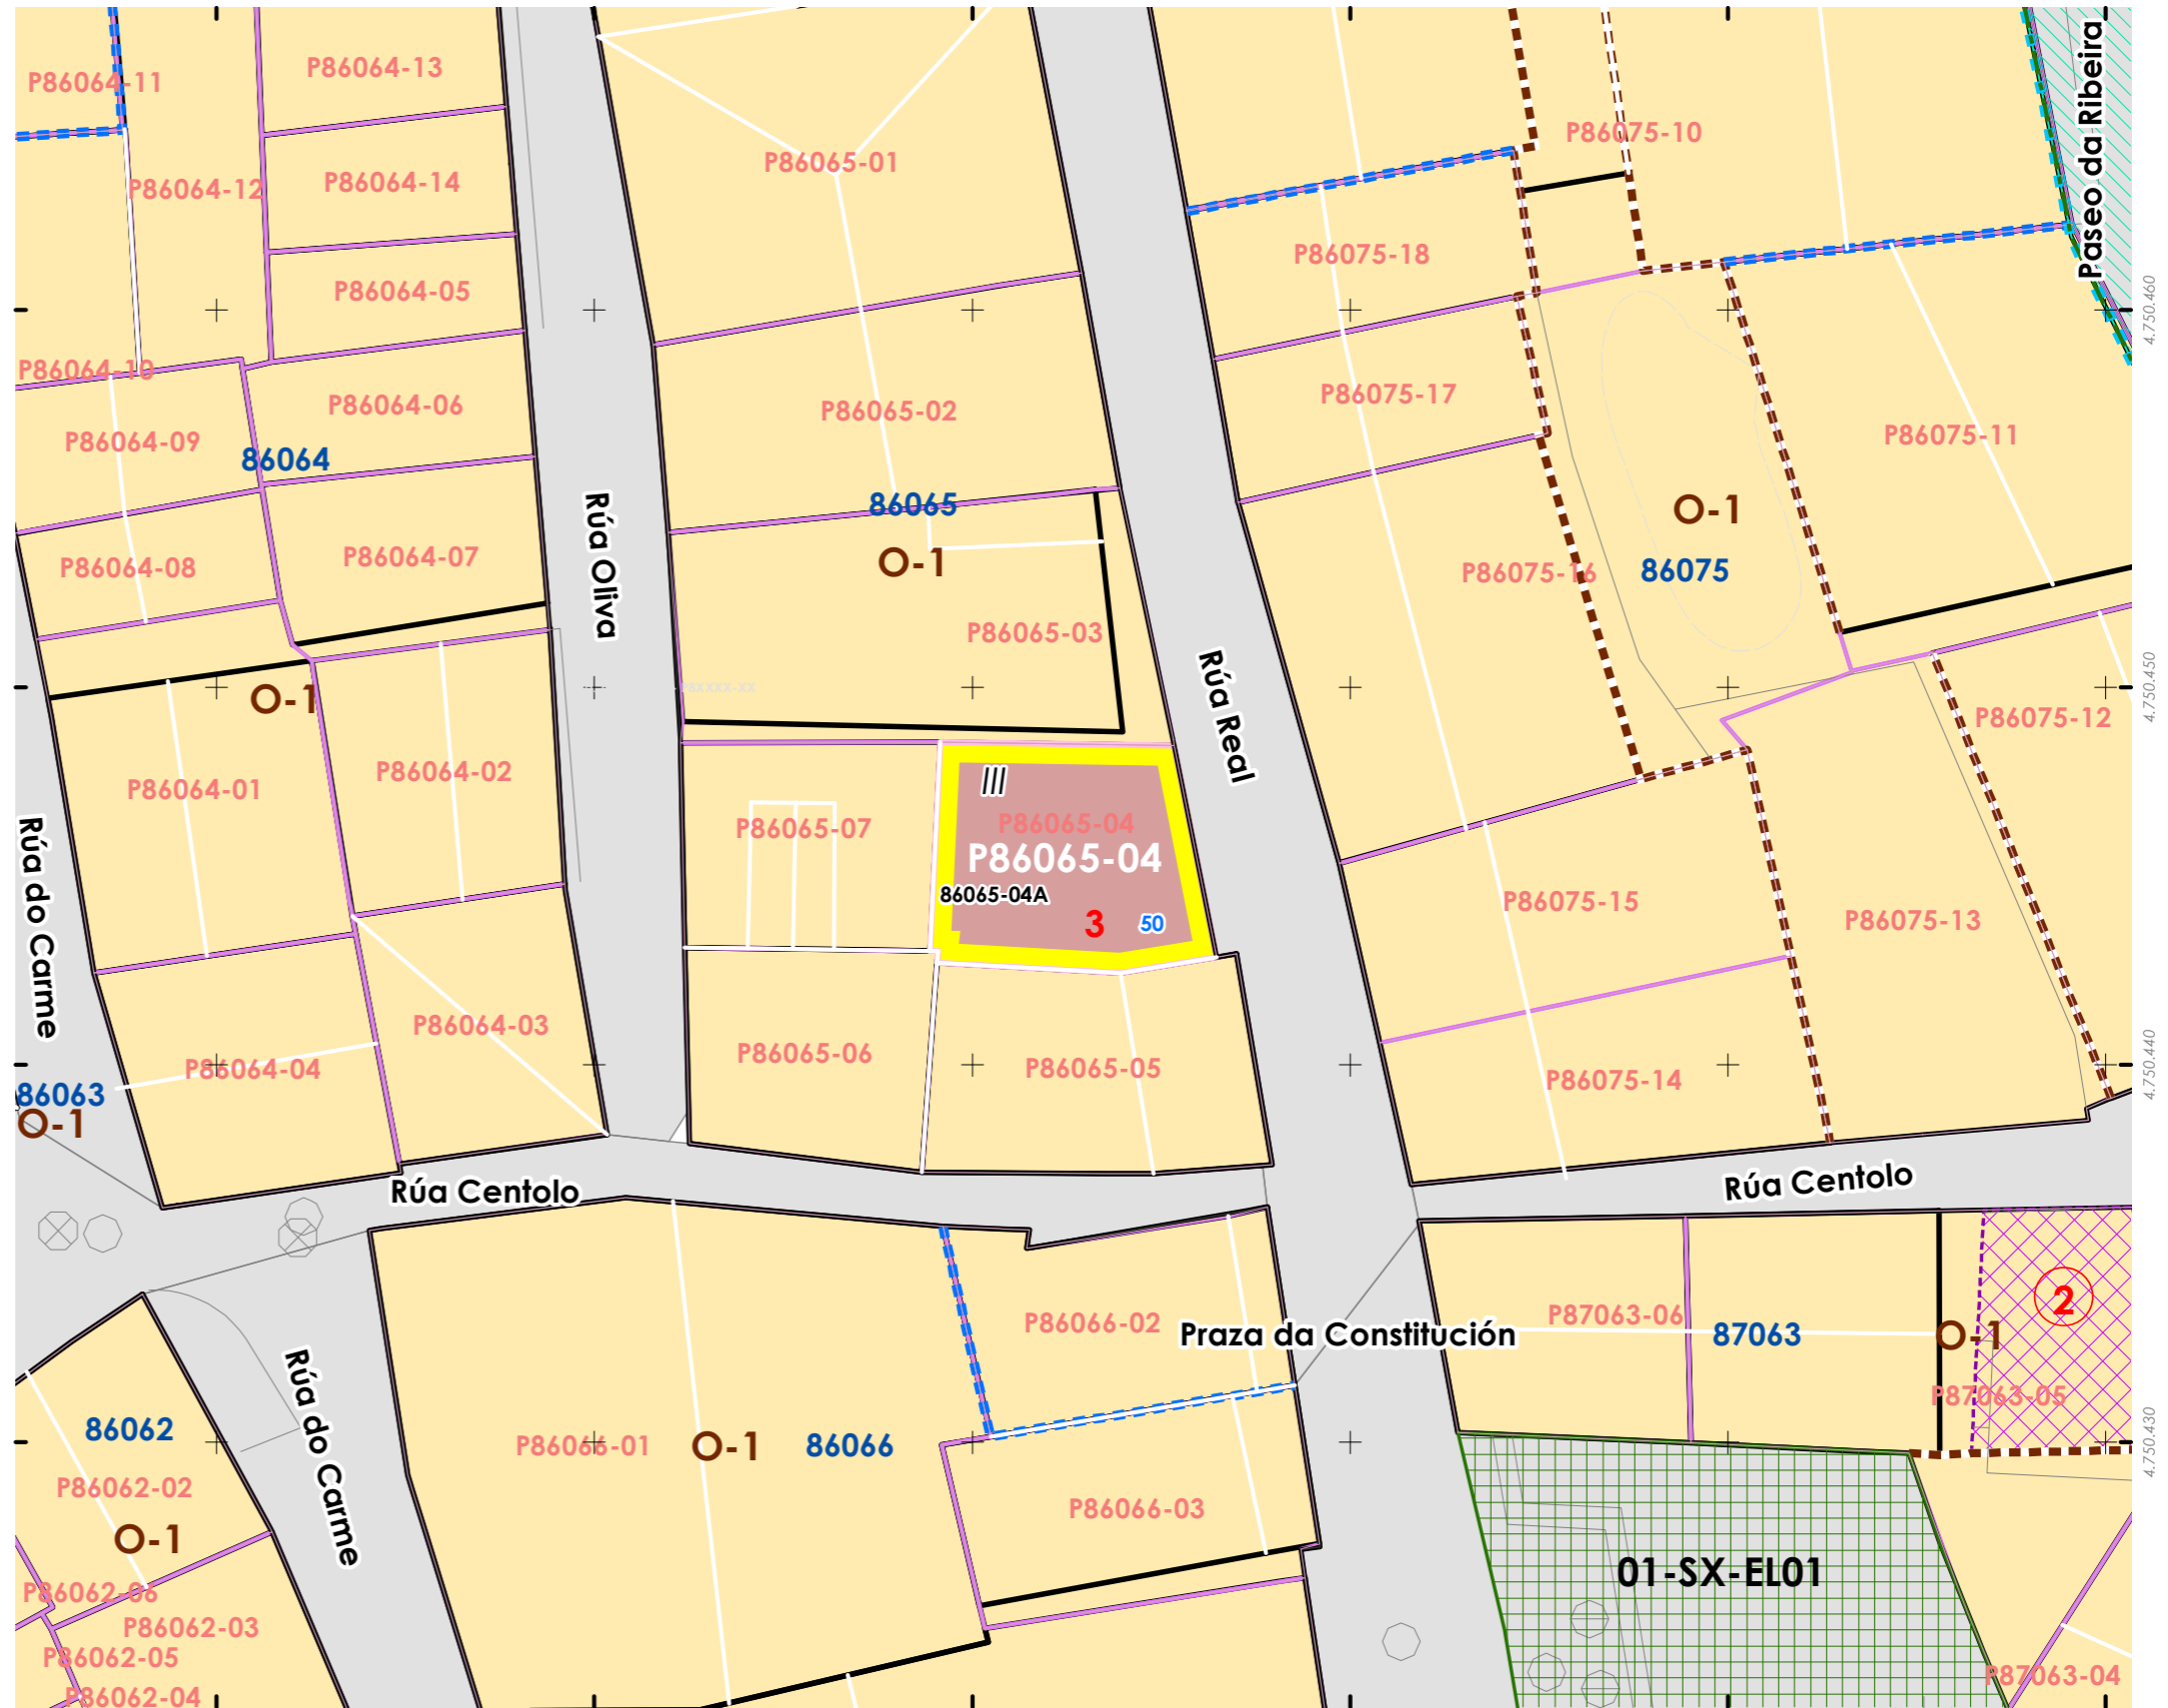 P86064-11
P86064-13
P86075-10
Paseo da Ribeira
P86065-01
P86064-12
P86064-14
P86075-18
P86064-05
4.750.460
P86064-10
P86064-06
P86065-02
P86075-17
P86075-11
P86064-09
86064
86065
Rúa Oliva
O-1
O-1
P86064-08
P86064-07
P86075-16
86075
P86065-03
Rúa Real
4.750.450
O-1
P86075-12
P86064-01
P86064-02
III
P86065-07
P86065-04
P86065-04
86065-04A
3
50
Rúa do Carme
P86075-15
P86075-13
P86064-03
P86065-06
P86065-05
P86064-04
P86075-14
4.750.440
86063
O-1
Rúa Centolo
Rúa Centolo
P86066-02
Praza da Constitución
P87063-06
87063
O-1
2
P87063-05
Rúa do Carme
86062
P86066-01
O-1
86066
4.750.430
P86062-02
P86066-03
O-1
01-SX-EL01
P86062-06
P86062-03
P86062-05
P87063-04
P86062-04